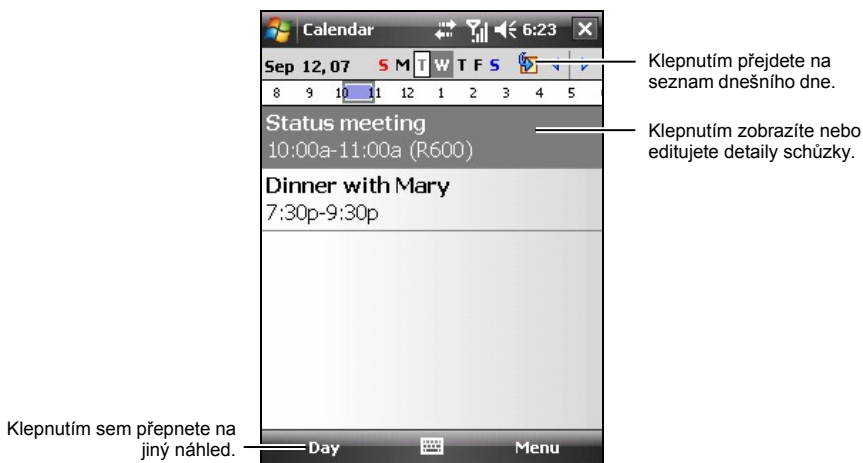 Calendar 6:23
Sep 12, 07 S M T W T F S
8 9 10 11 12 1 2 3 4 5
Status meeting
10:00a-11:00a (R600)
Dinner with Mary
7:30p-9:30p
Day Menu
Klepnutím přejdete na
seznam dnešního dne.
Klepnutím zobrazíte nebo
editujete detaily schůzky.
Klepnutím sem přepnete na
jiný náhled.